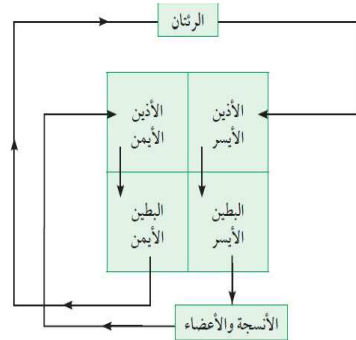 الرئتان
الأذين
الأيمن
الأذين
الأيسر
البطين
الأيمن
البطين
الأيسر
الأنسجة والأعضاء